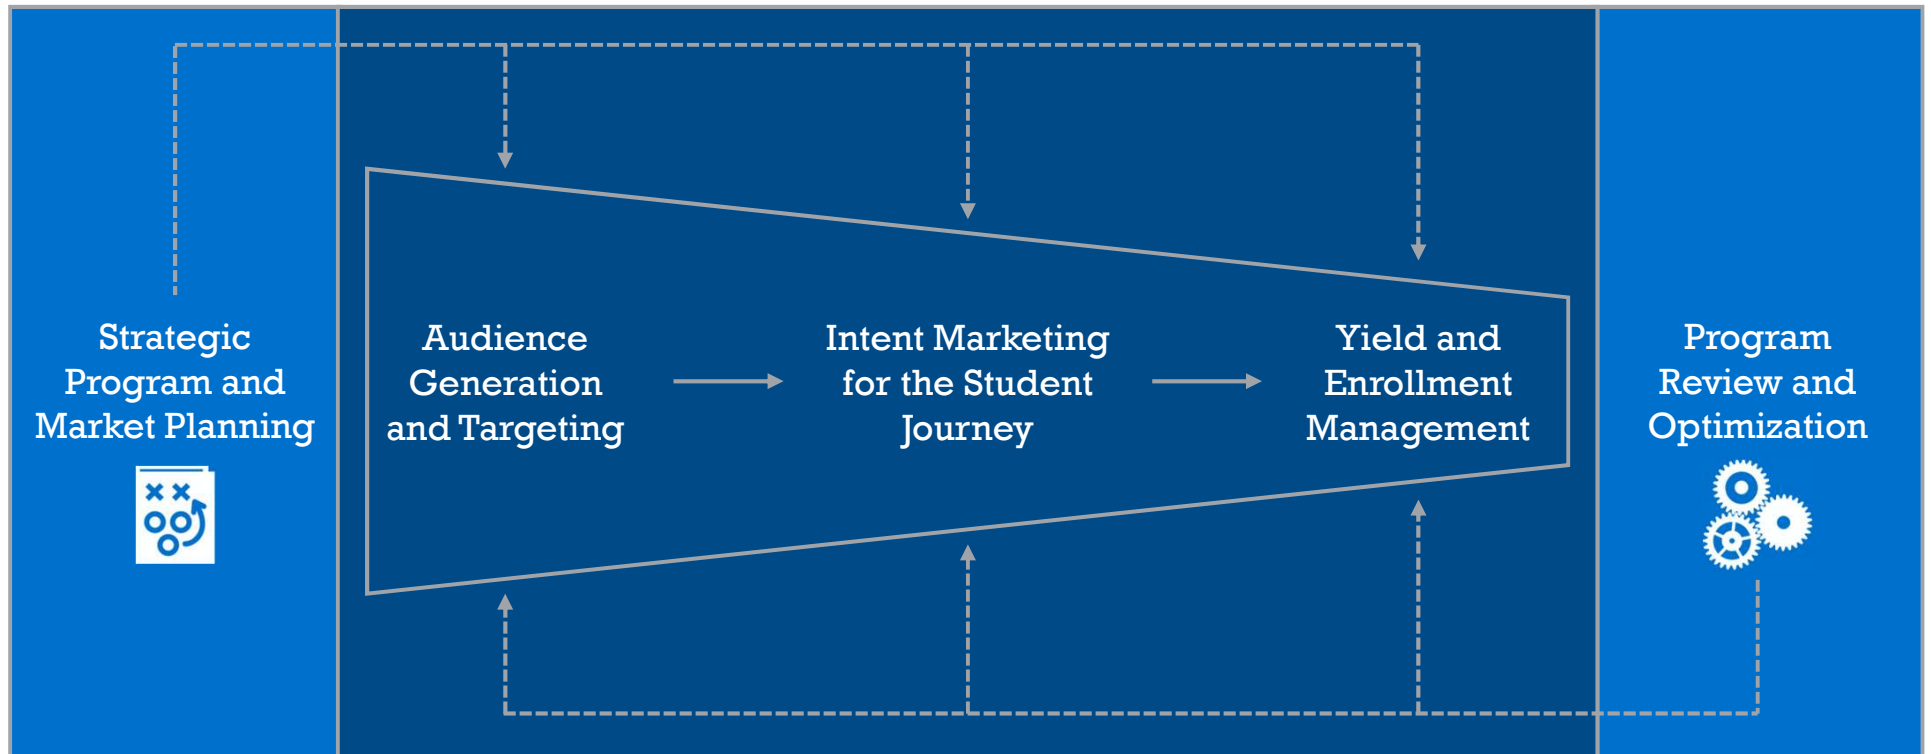 Strategic
Program and
Market Planning
Audience
Generation
and Targeting
Intent Marketing
for the Student
Journey
Yield and
Enrollment
Management
Program
Review and
Optimization